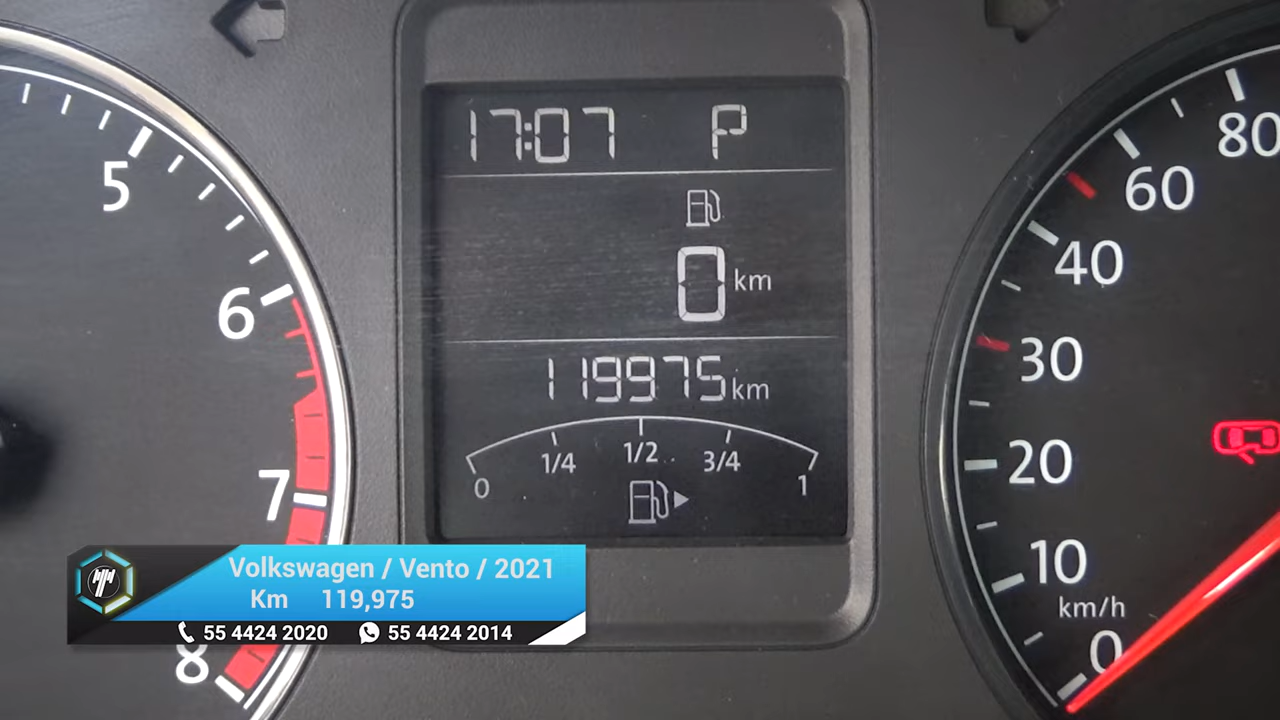 17:07 P
0 km
119975 km
0 1/4 1/2 3/4 1
5
6
7
8
80
60
40
30
20
10
km/h
0
Volkswagen / Vento / 2021
Km 119,975
55 4424 2020 55 4424 2014